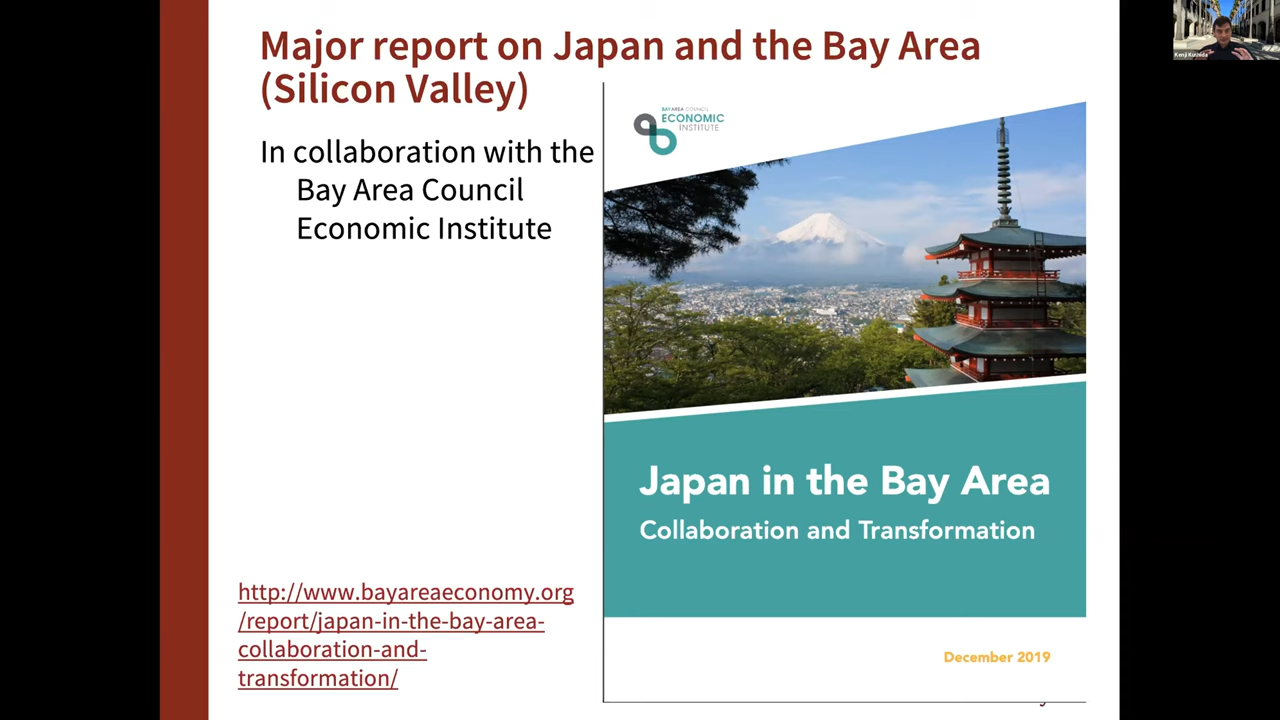 Major report on Japan and the Bay Area
(Silicon Valley)
In collaboration with the
Bay Area Council
Economic Institute
http://www.bayareaeconomy.org
/report/japan-in-the-bay-area-
collaboration-and-
transformation/
BAY AREA COUNCIL
ECONOMIC
INSTITUTE
Japan in the Bay Area
Collaboration and Transformation
December 2019
Kenji Kushida